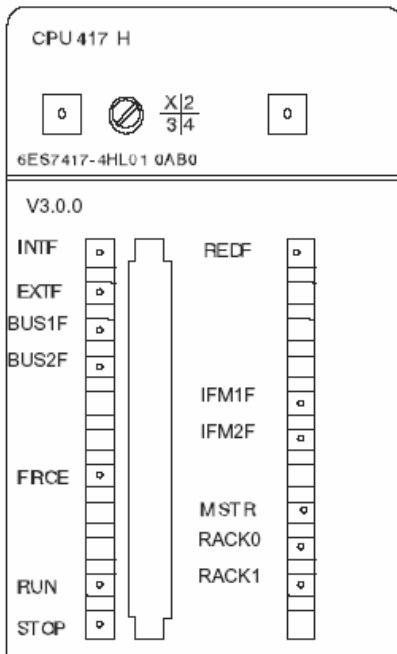 CPU 417 H
X 2
3 4
6ES7417-4HL01 0AB0
V3.0.0
INTF
REDF
EXTF
BUS1F
BUS2F
IFM1F
IFM2F
FRCE
MSTR
RACK0
RACK1
RUN
STOP